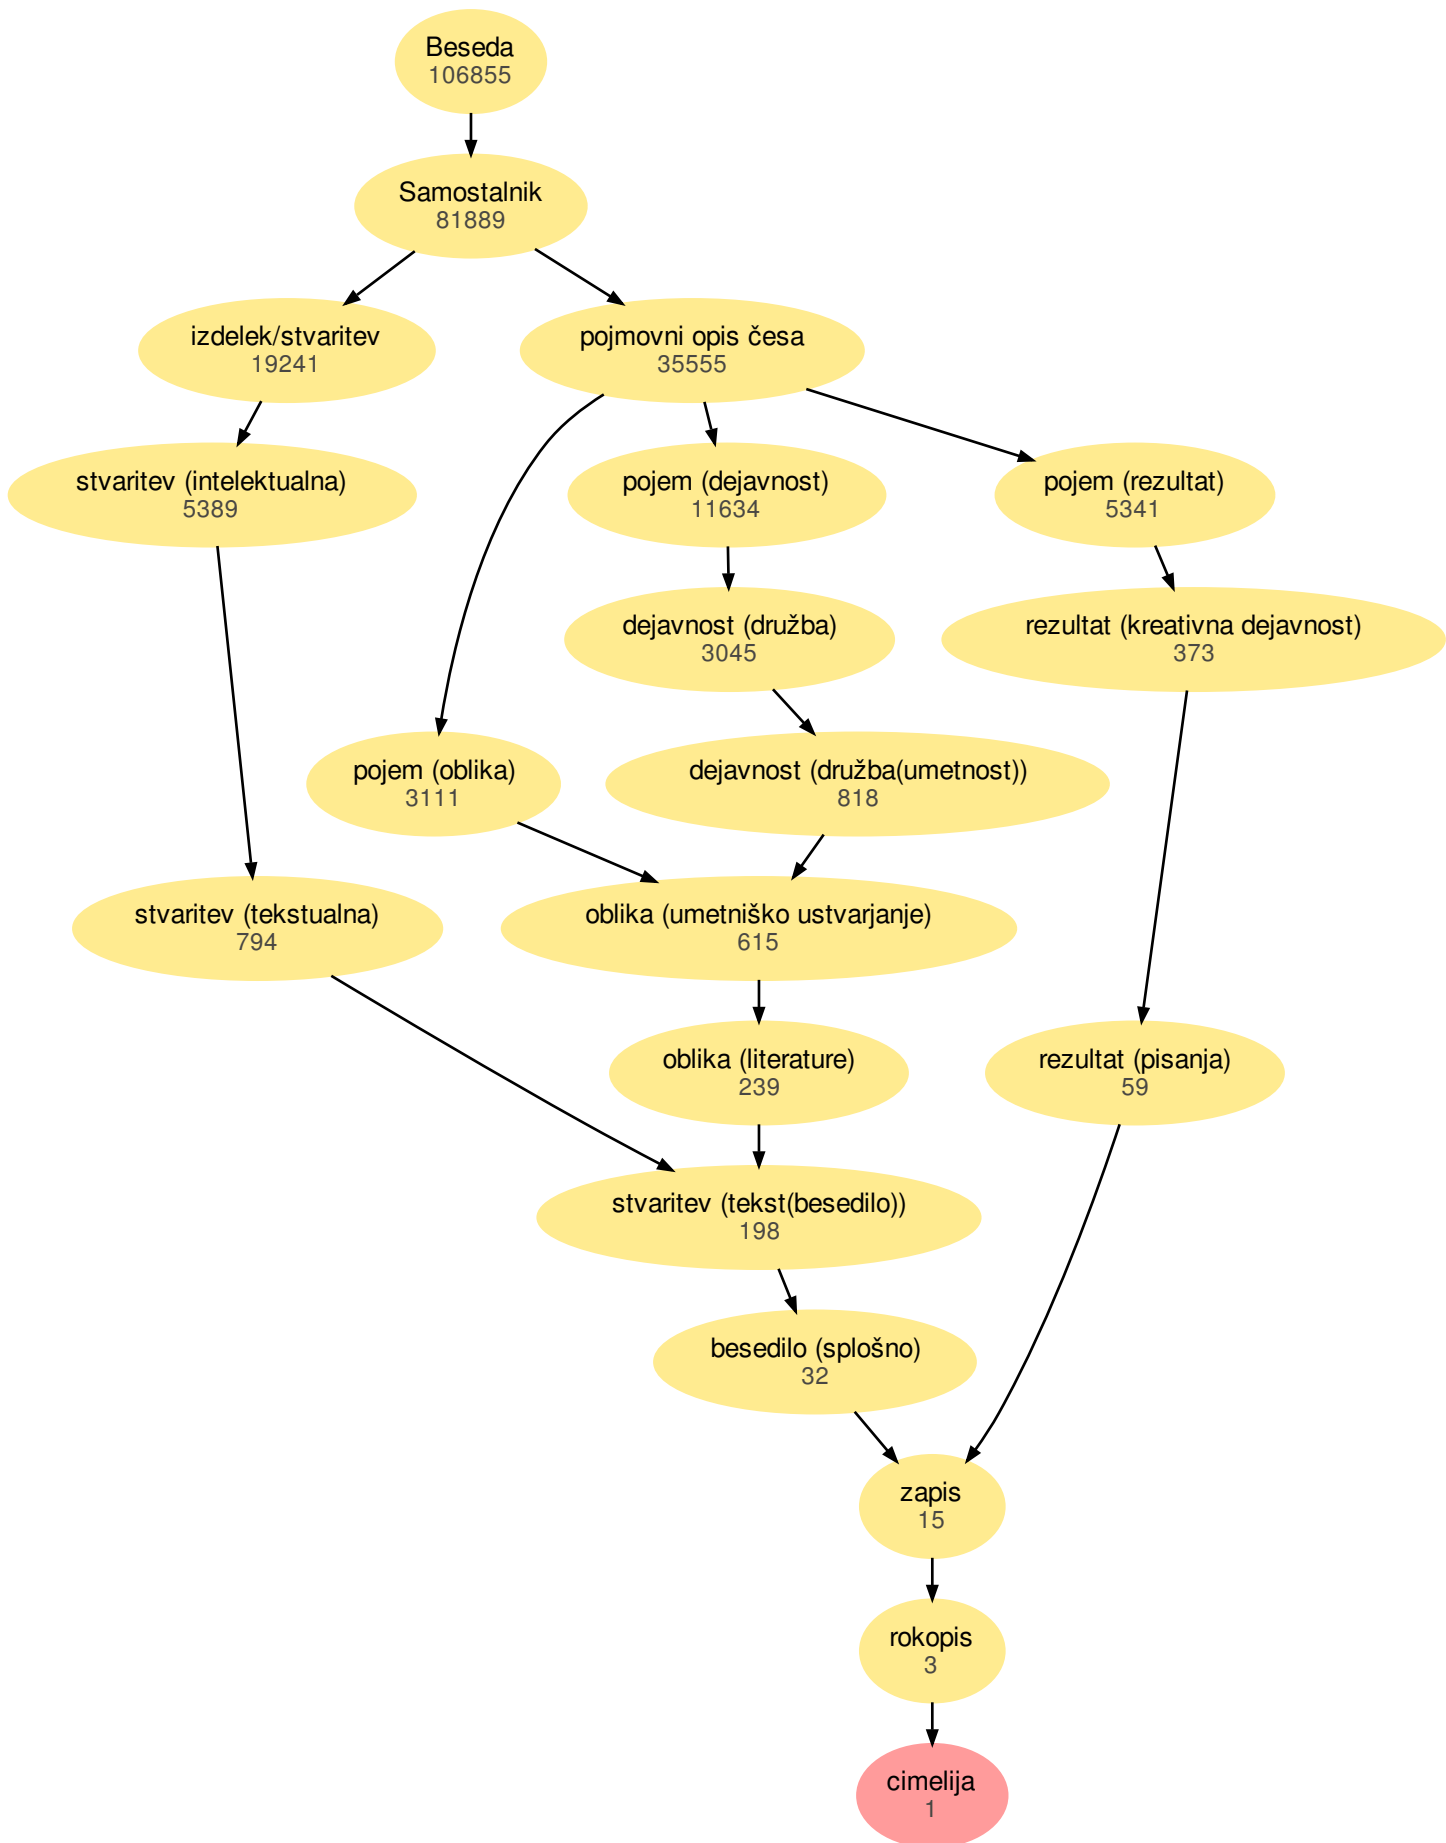 Beseda
106855
Samostalnik
81889
izdelek/stvaritev
19241
pojmovni opis česa
35555
stvaritev (intelektualna)
5389
pojem (dejavnost)
11634
pojem (rezultat)
5341
dejavnost (družba)
3045
rezultat (kreativna dejavnost)
373
pojem (oblika)
3111
dejavnost (družba(umetnost))
818
stvaritev (tekstualna)
794
oblika (umetniško ustvarjanje)
615
oblika (literature)
239
rezultat (pisanja)
59
stvaritev (tekst(besedilo))
198
besedilo (splošno)
32
zapis
15
rokopis
3
cimelija
1